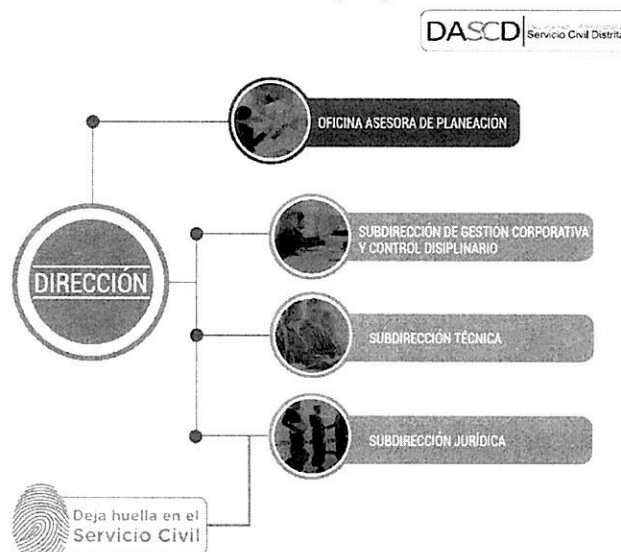 DASCD
Servicio Civil Distrital
OFICINA ASESORA DE PLANEACIÓN
SUBDIRECCIÓN DE GESTIÓN CORPORATIVA
Y CONTROL DISIPLINARIO
DIRECCIÓN
SUBDIRECCIÓN TÉCNICA
SUBDIRECCIÓN JURÍDICA
Deja huella en el
Servicio Civil